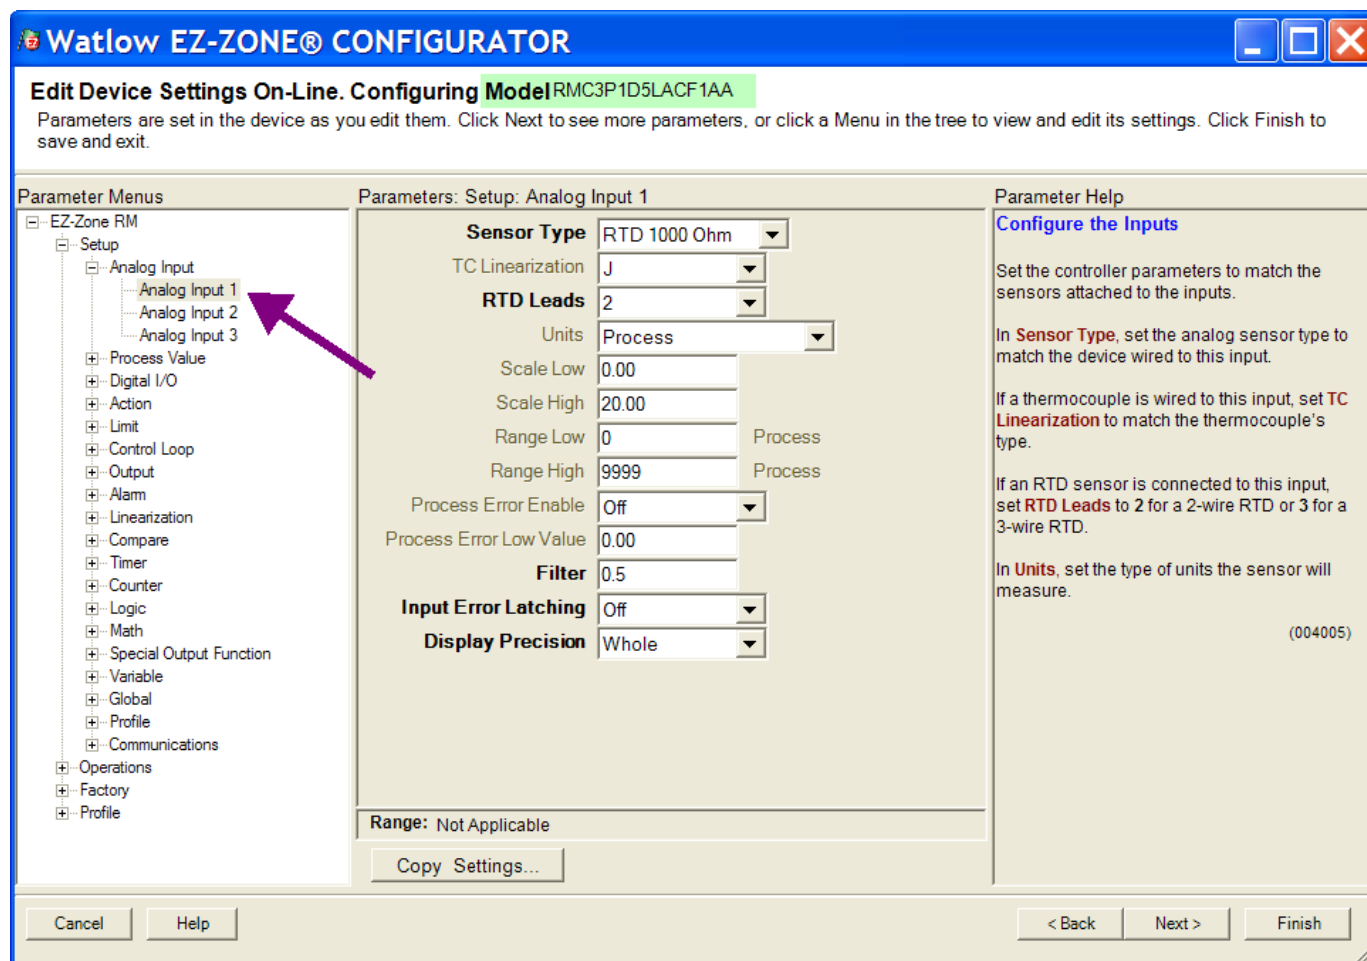 Watlow EZ-ZONE® CONFIGURATOR
Edit Device Settings On-Line. Configuring Model RMC3P1D5LACF1AA
Parameters are set in the device as you edit them. Click Next to see more parameters, or click a Menu in the tree to view and edit its settings. Click Finish to
save and exit.
Parameter Menus
EZ-Zone RM
Setup
Analog Input
Analog Input 1
Analog Input 2
Analog Input 3
Process Value
Digital I/O
Action
Limit
Control Loop
Output
Alarm
Linearization
Compare
Timer
Counter
Logic
Math
Special Output Function
Variable
Global
Profile
Communications
Operations
Factory
Profile
Parameters: Setup: Analog Input 1
Sensor Type RTD 1000 Ohm
TC Linearization J
RTD Leads 2
Units Process
Scale Low 0.00
Scale High 20.00
Range Low 0 Process
Range High 9999 Process
Process Error Enable Off
Process Error Low Value 0.00
Filter 0.5
Input Error Latching Off
Display Precision Whole
Range: Not Applicable
Copy Settings...
Parameter Help
Configure the Inputs
Set the controller parameters to match the
sensors attached to the inputs.
In Sensor Type, set the analog sensor type to
match the device wired to this input.
If a thermocouple is wired to this input, set TC
Linearization to match the thermocouple's
type.
If an RTD sensor is connected to this input,
set RTD Leads to 2 for a 2-wire RTD or 3 for a
3-wire RTD.
In Units, set the type of units the sensor will
measure.
(004005)
Cancel Help < Back Next > Finish